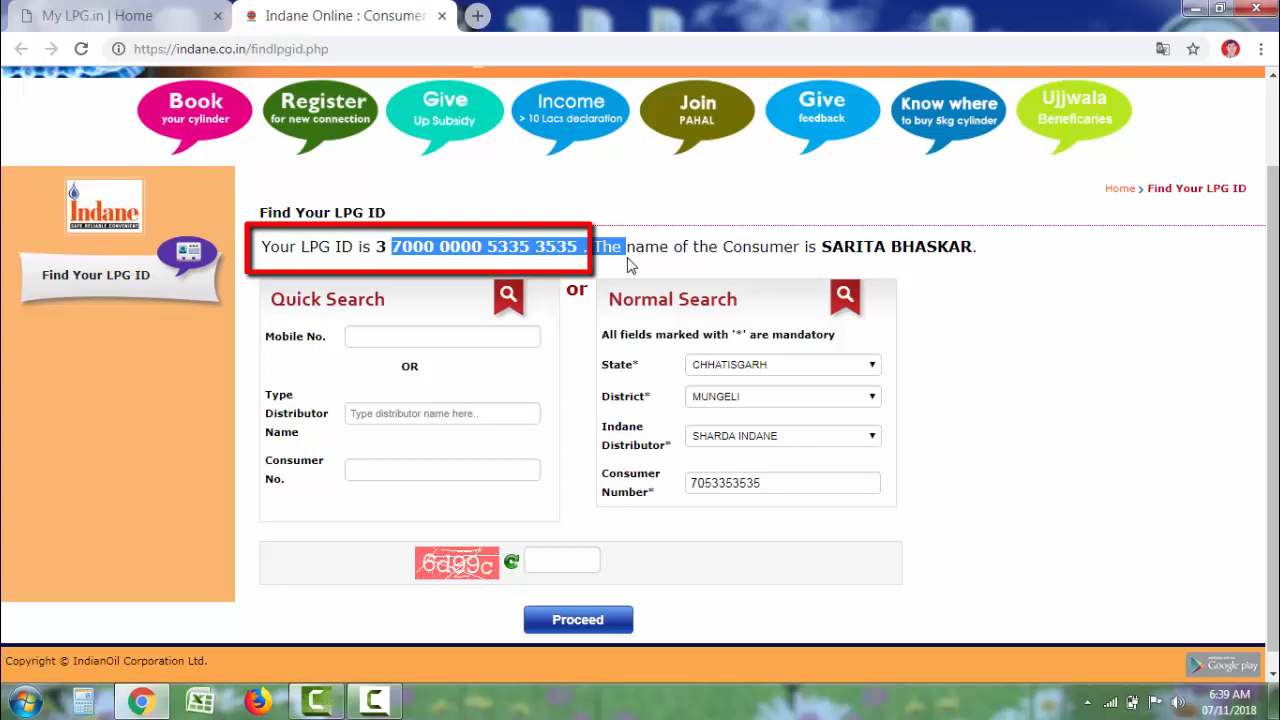 My LPG.in | Home
Indane Online : Consumer
https://indane.co.in/findlpgid.php
Book
your cylinder
Register
for new connection
Give
Up Subsidy
Income
> 10 Lacs declaration
Join
PAHAL
Give
feedback
Know where
to buy 5kg cylinder
Ujjwala
Beneficaries
Indane
SAFE. RELIABLE. CONVENIENT
Find Your LPG ID
Home > Find Your LPG ID
Find Your LPG ID
Your LPG ID is 3 7000 0000 5335 3535 . The name of the Consumer is SARITA BHASKAR.
Quick Search
or
Normal Search
Mobile No.
OR
Type
Distributor
Name
Type distributor name here..
Consumer
No.
All fields marked with '*' are mandatory
State*
CHHATISGARH
District*
MUNGELI
Indane
Distributor*
SHARDA INDANE
Consumer
Number*
7053353535
6d99c
Proceed
Copyright © IndianOil Corporation Ltd.
Google play
6:39 AM
07/11/2018